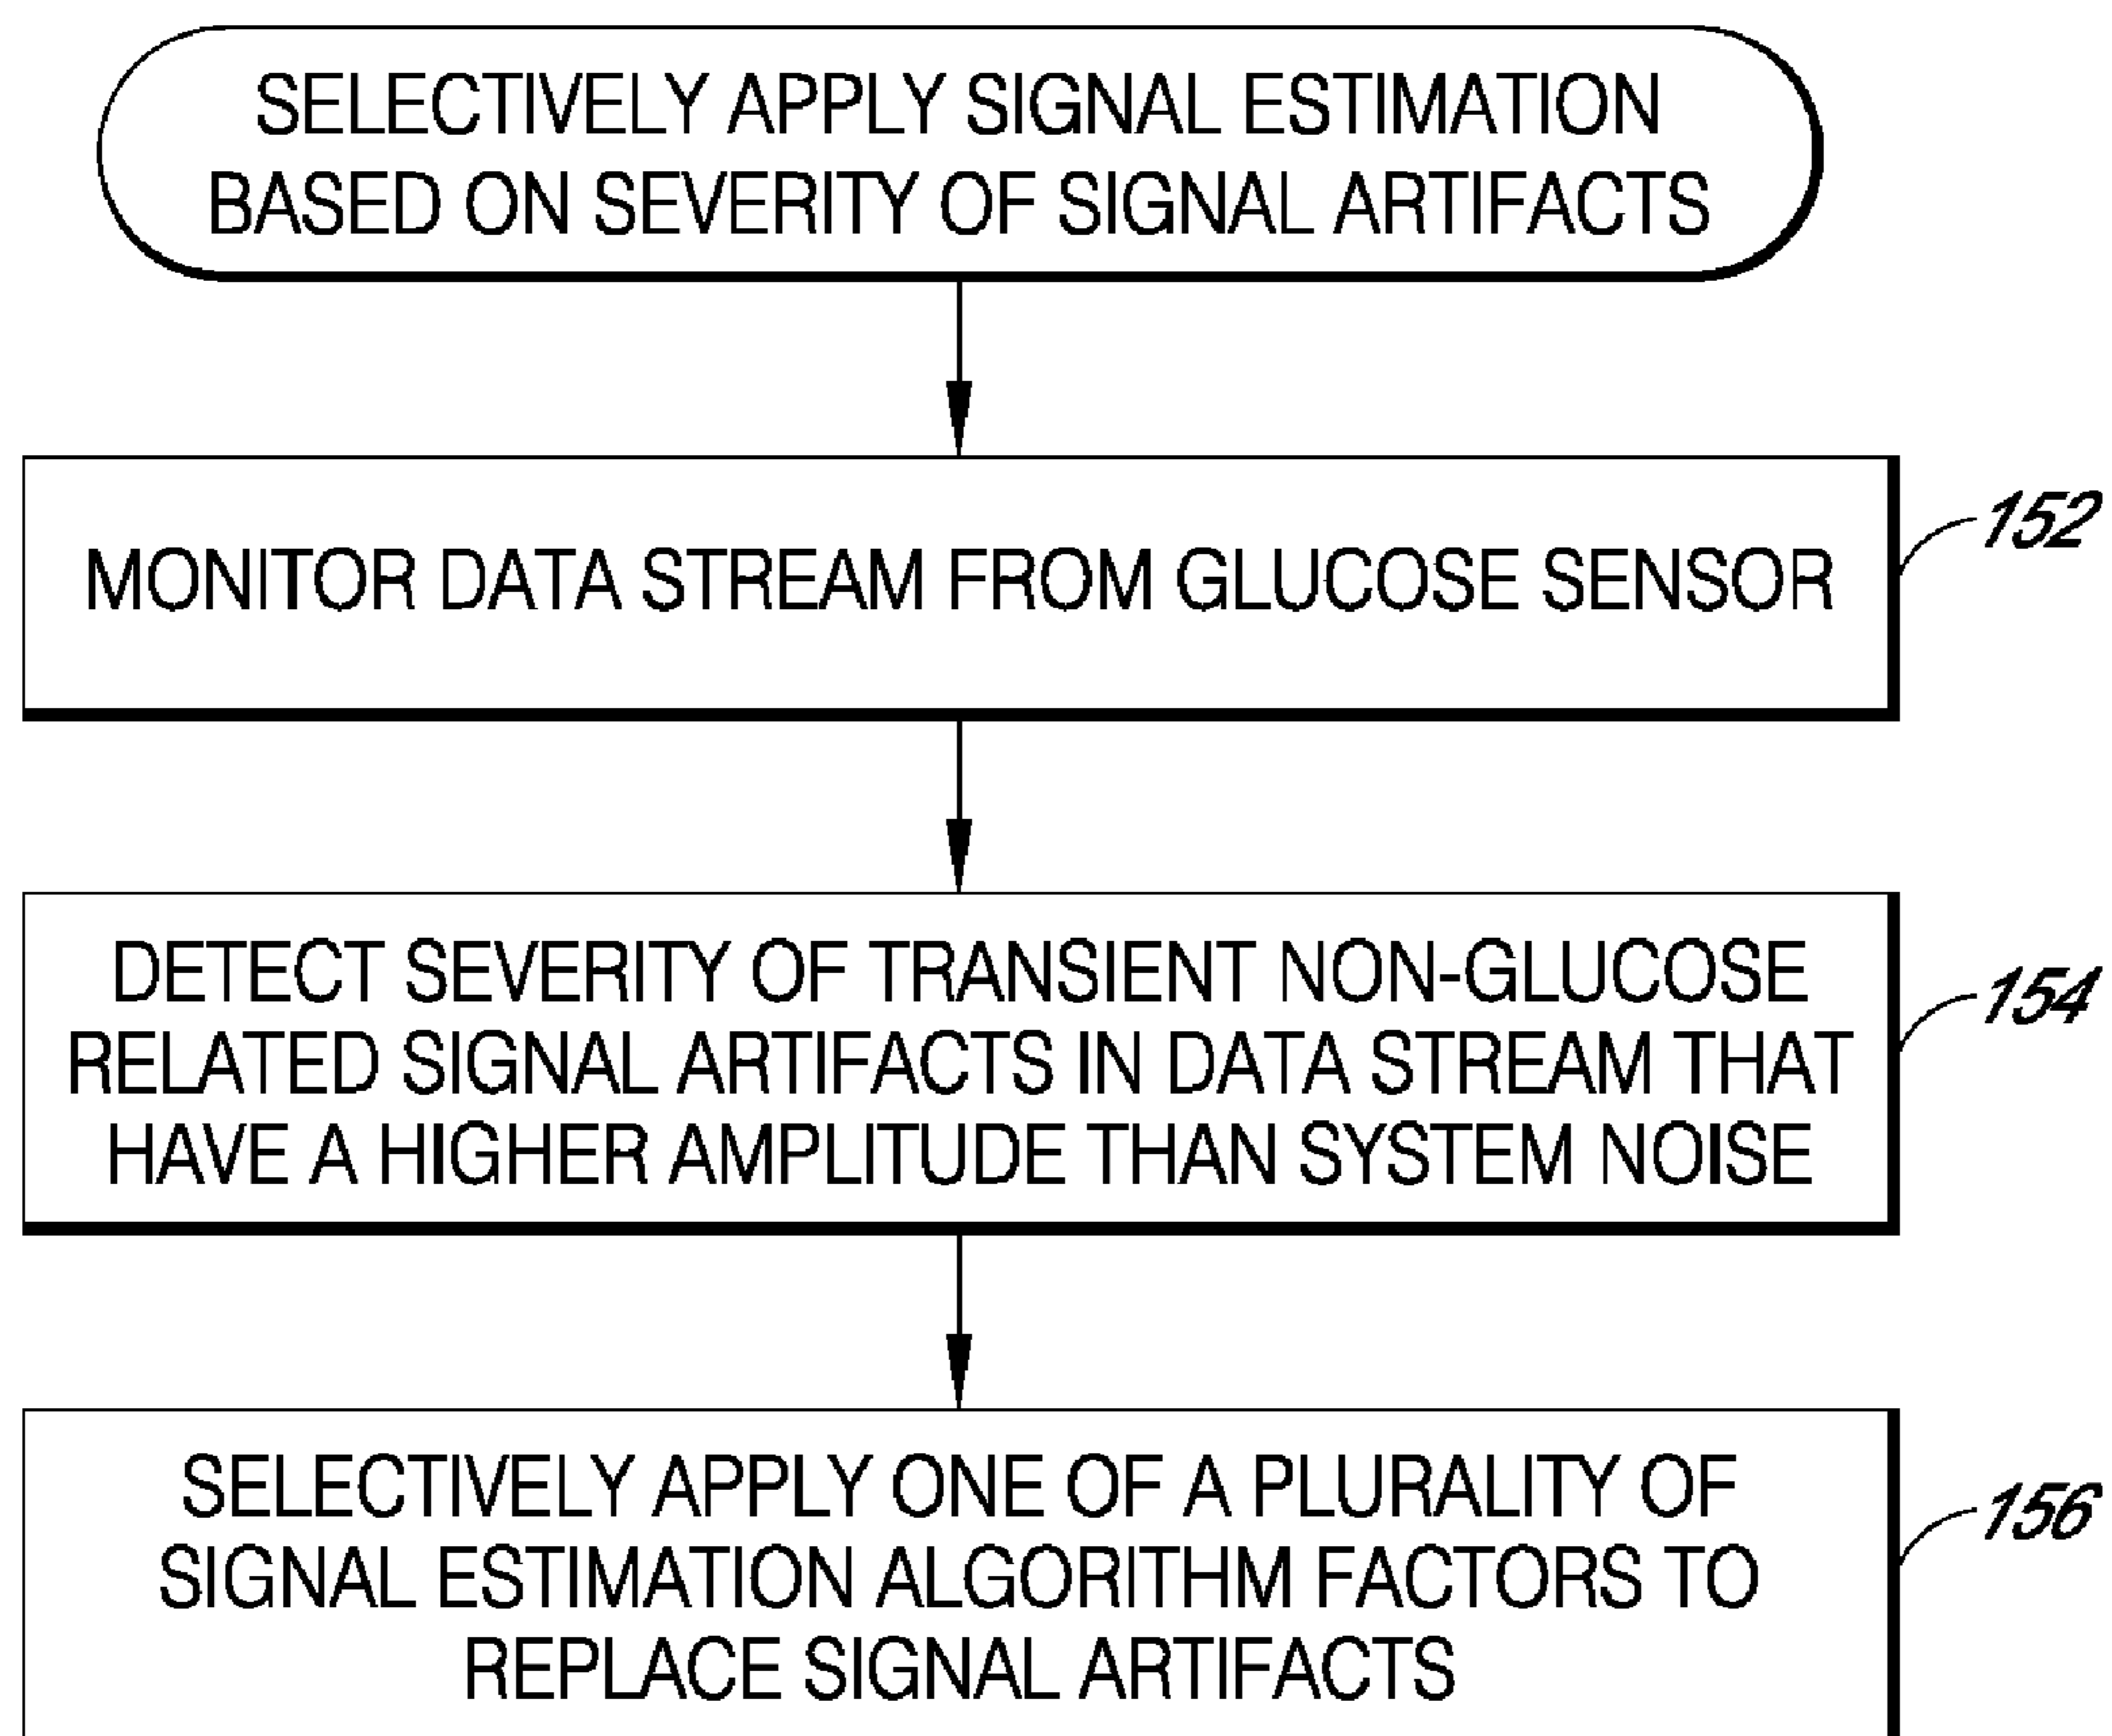 SELECTIVELY APPLY SIGNAL ESTIMATION
BASED ON SEVERITY OF SIGNAL ARTIFACTS
MONITOR DATA STREAM FROM GLUCOSE SENSOR
152
DETECT SEVERITY OF TRANSIENT NON-GLUCOSE
RELATED SIGNAL ARTIFACTS IN DATA STREAM THAT
HAVE A HIGHER AMPLITUDE THAN SYSTEM NOISE
154
SELECTIVELY APPLY ONE OF A PLURALITY OF
SIGNAL ESTIMATION ALGORITHM FACTORS TO
REPLACE SIGNAL ARTIFACTS
156